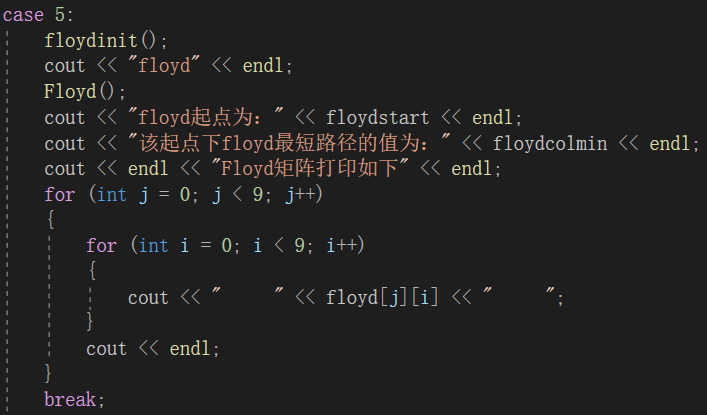 case 5:
floydinit();
cout << "floyd" << endl;
Floyd();
cout << "floyd起点为：" << floydstart << endl;
cout << "该起点下floyd最短路径的值为：" << floydcolmin << endl;
cout << endl << "Floyd矩阵打印如下" << endl;
for (int j = 0; j < 9; j++)
{
for (int i = 0; i < 9; i++)
{
cout << "     " << floyd[j][i] << "     ";
}
cout << endl;
}
break;